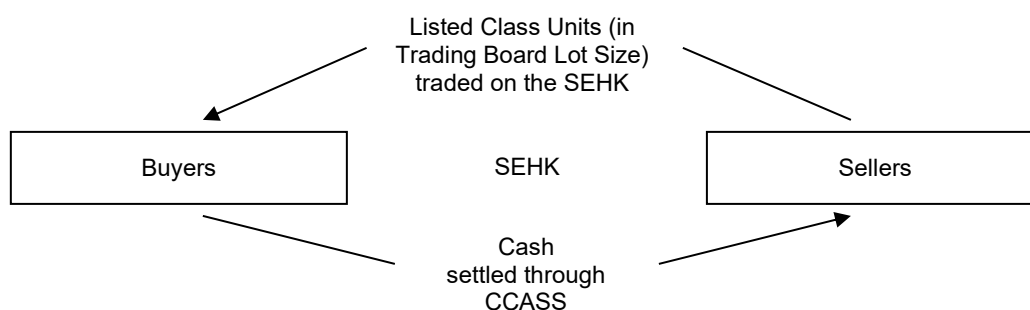 Listed Class Units (in
Trading Board Lot Size)
traded on the SEHK
Buyers
SEHK
Sellers
Cash
settled through
CCASS